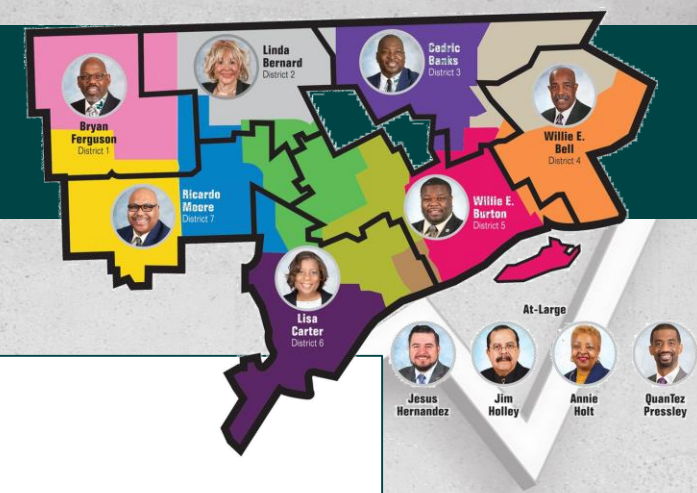 Linda
Bernard
District 2
Cedric
Banks
District 3
Bryan
Ferguson
District 1
Willie E.
Bell
District 4
Ricardo
Moore
District 7
Willie E.
Burton
District 5
Lisa
Carter
District 6
At-Large
Jesus
Hernandez
Jim
Holley
Annie
Holt
QuanTez
Pressley